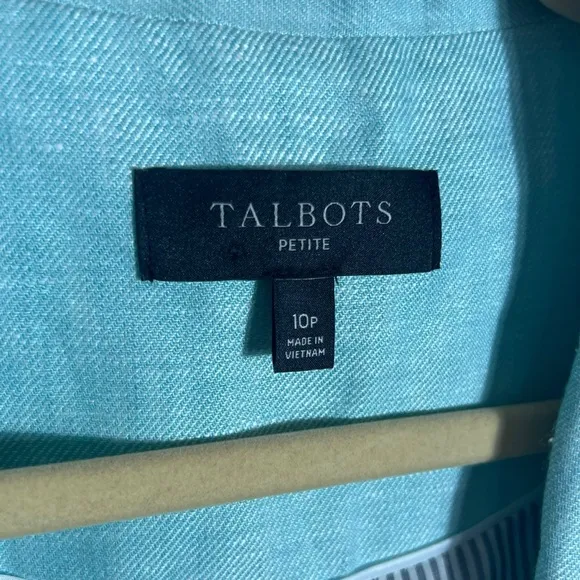 TALBOTS
PETITE
10P
MADE IN
VIETNAM